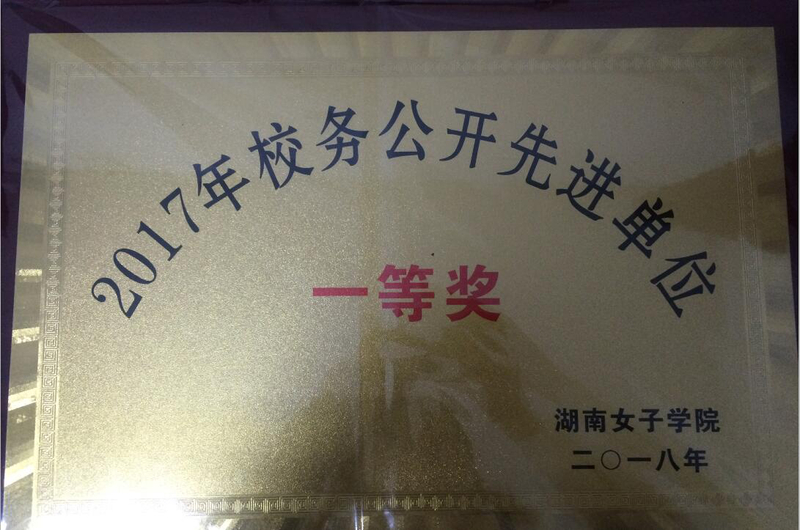 2017年校务公开先进单位
一等奖
湖南女子学院
二〇一八年